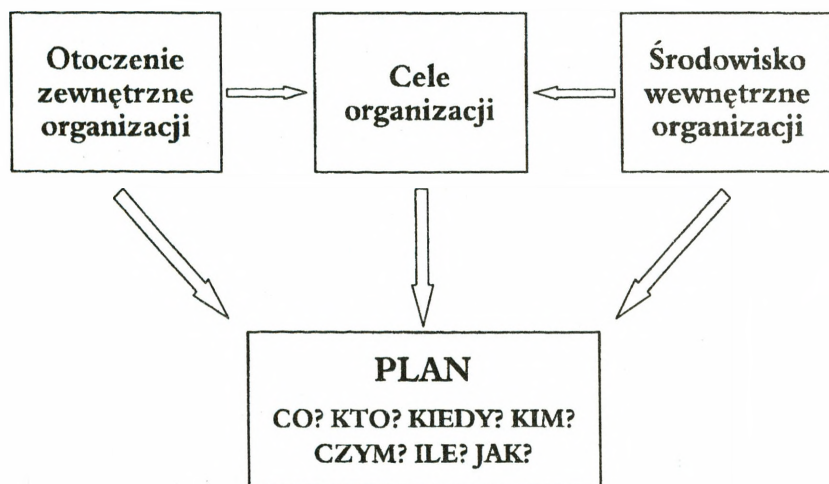 Otoczenie
zewnętrzne
organizacji
Cele
organizacji
Środowisko
wewnętrzne
organizacji
PLAN
CO? KTO? KIEDY? KIM?
CZYM? ILE? JAK?